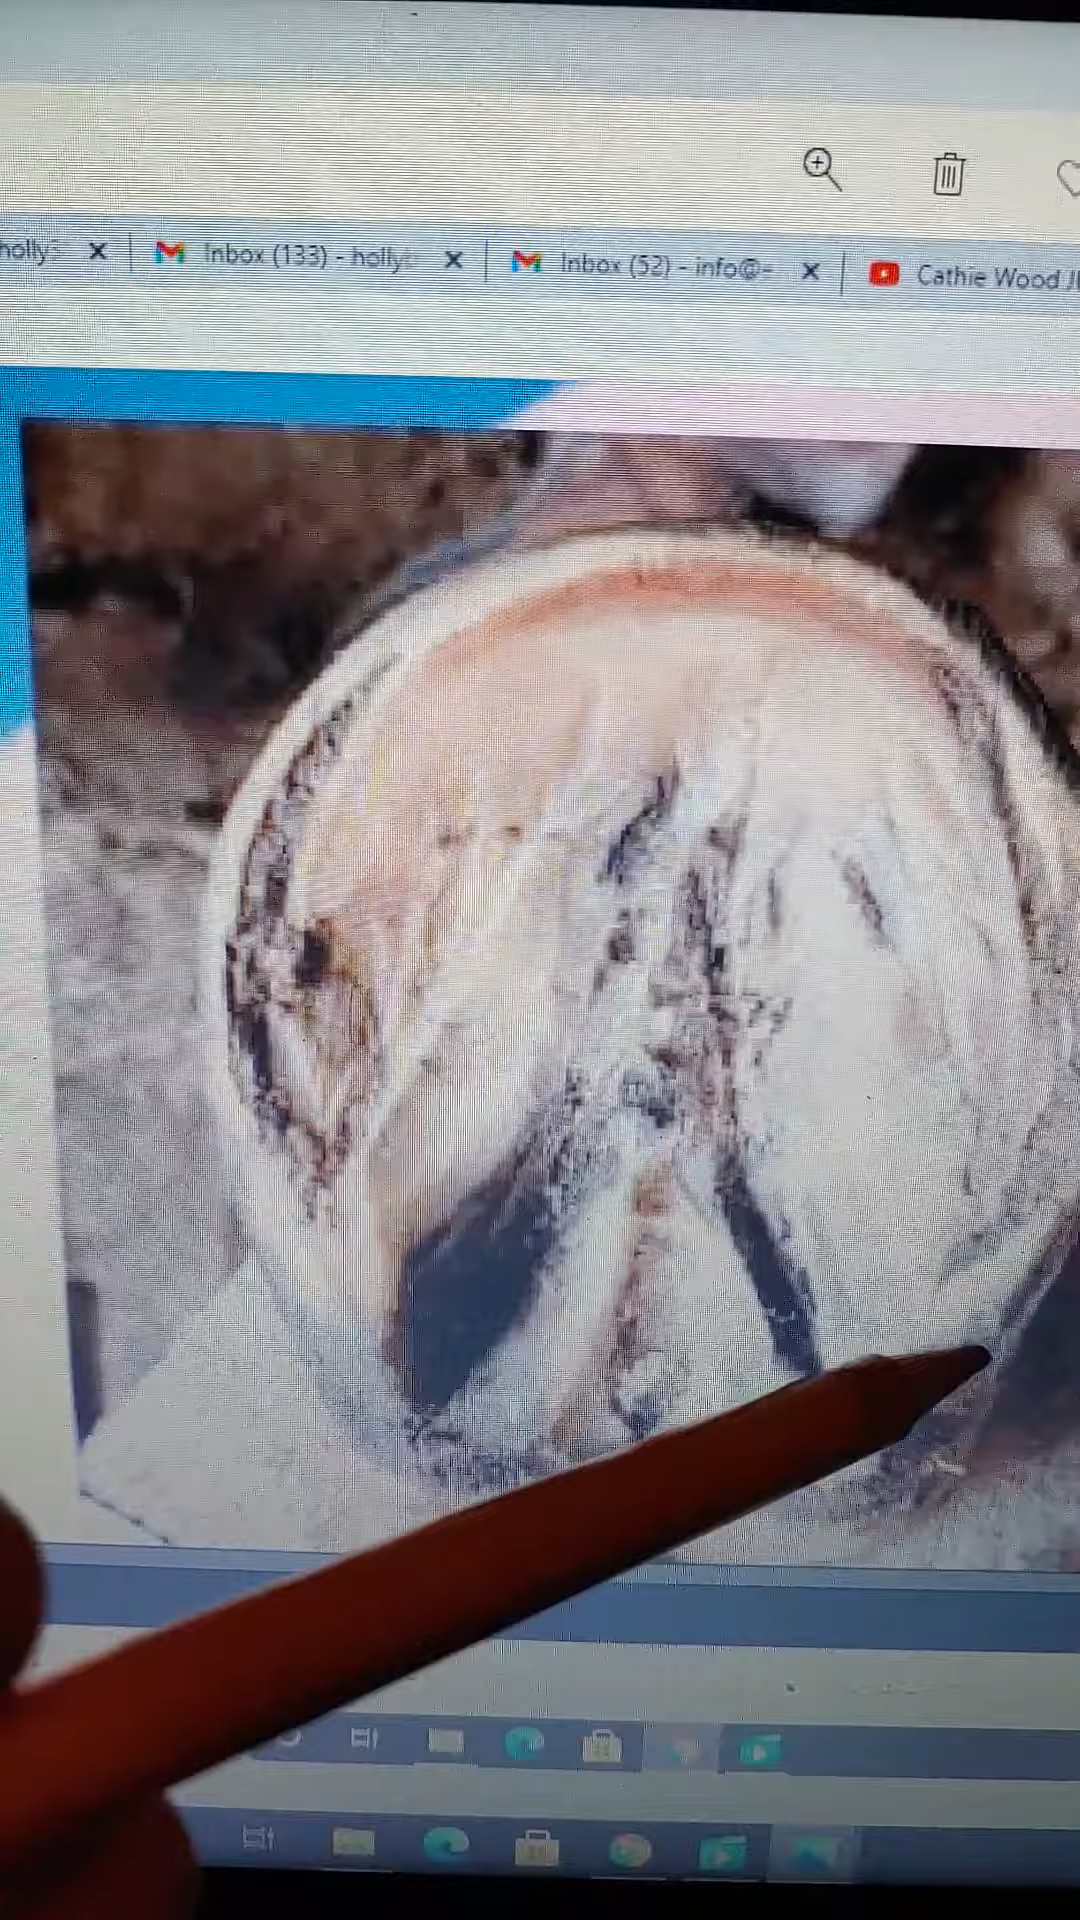 holly
Inbox (133) - holly
Inbox (52) - info@
Cathie Wood